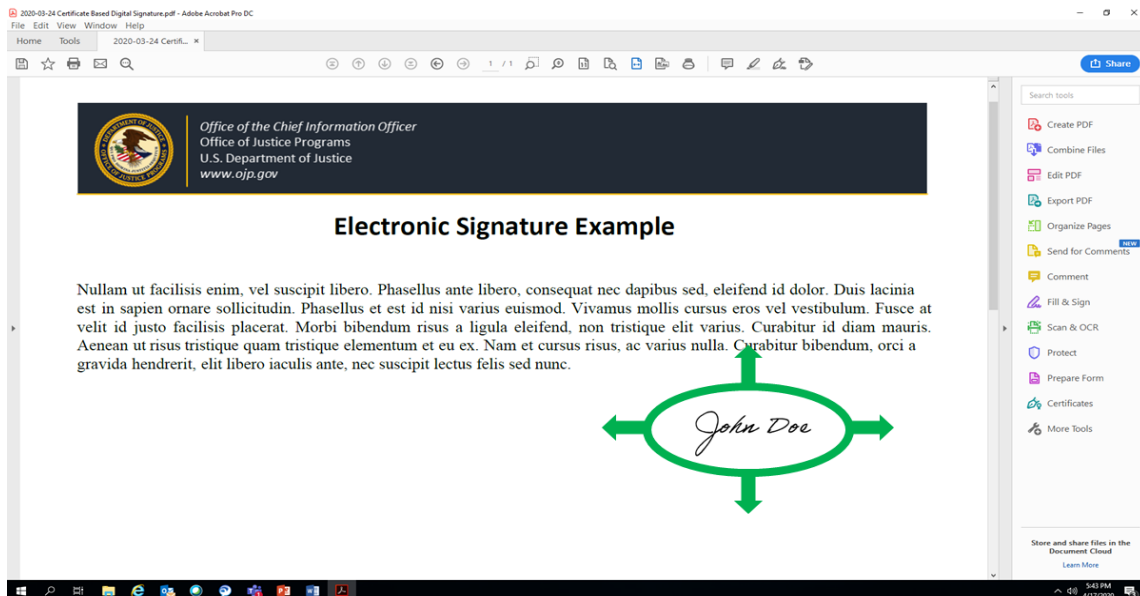 2020-03-24 Certificate Based Digital Signature.pdf - Adobe Acrobat Pro DC
File Edit View Window Help
Home Tools 2020-03-24 Certifi... ×
1 / 1
Share
Office of the Chief Information Officer
Office of Justice Programs
U.S. Department of Justice
www.ojp.gov
Electronic Signature Example
Nullam ut facilisis enim, vel suscipit libero. Phasellus ante libero, consequat nec dapibus sed, eleifend id dolor. Duis lacinia
est in sapien ornare sollicitudin. Phasellus et est id nisi varius euismod. Vivamus mollis cursus eros vel vestibulum. Fusce at
velit id justo facilisis placerat. Morbi bibendum risus a ligula eleifend, non tristique elit varius. Curabitur id diam mauris.
Aenean ut risus tristique quam tristique elementum et eu ex. Nam et cursus risus, ac varius nulla. Curabitur bibendum, orci a
gravida hendrerit, elit libero iaculis ante, nec suscipit lectus felis sed nunc.
John Doe
Search tools
Create PDF
Combine Files
Edit PDF
Export PDF
Organize Pages
NEW
Send for Comments
Comment
Fill & Sign
Scan & OCR
Protect
Prepare Form
Certificates
More Tools
Store and share files in the
Document Cloud
Learn More
5:43 PM
4/17/2020